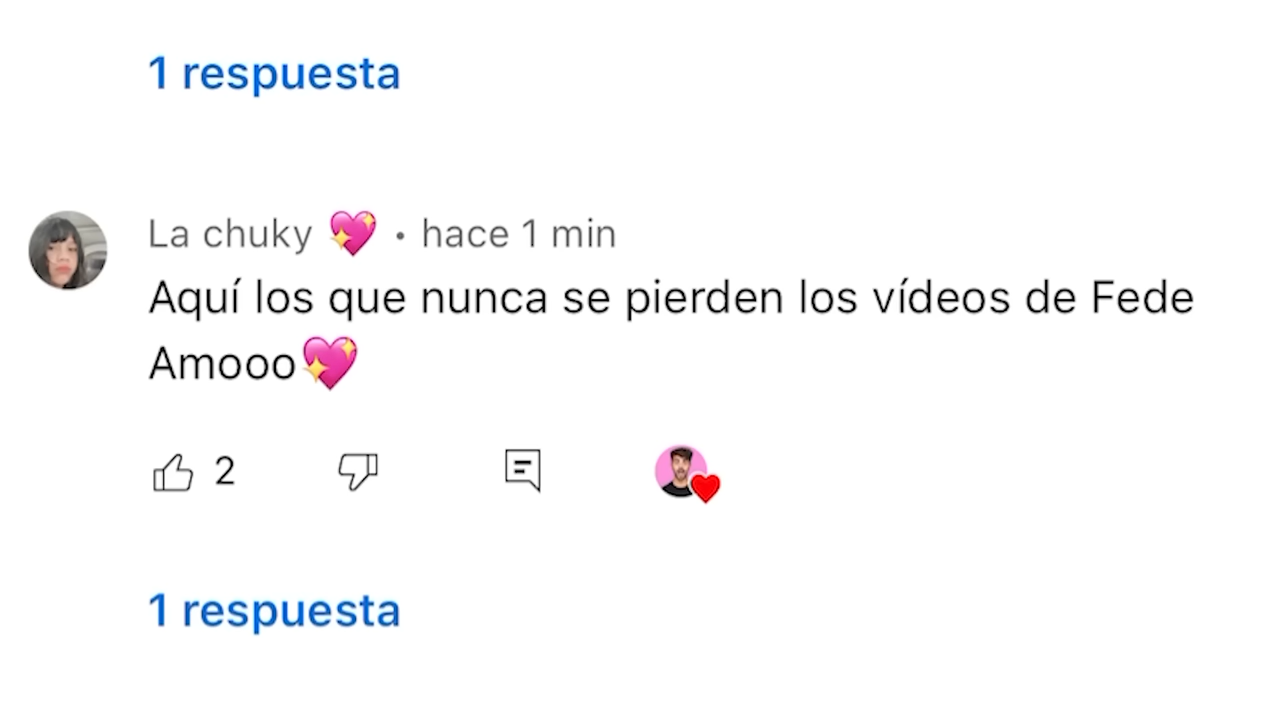 1 respuesta
La chuky 💖 • hace 1 min
Aquí los que nunca se pierden los vídeos de Fede
Amooo💖
2
1 respuesta